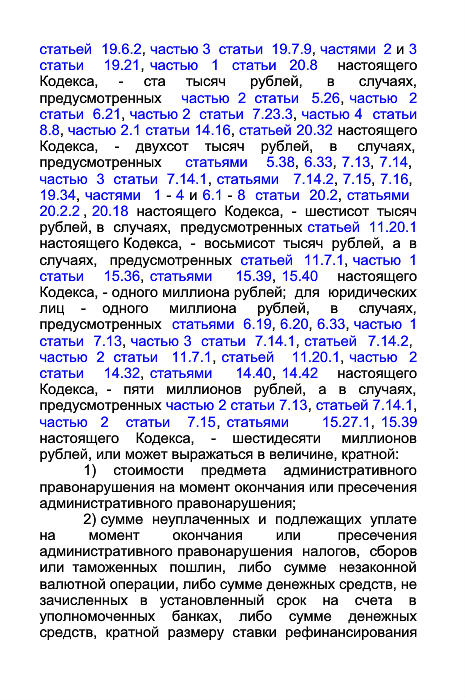 статьей 19.6.2, частью 3 статьи 19.7.9, частями 2 и 3
статьи 19.21, частью 1 статьи 20.8 настоящего
Кодекса, - ста тысяч рублей, в случаях,
предусмотренных частью 2 статьи 5.26, частью 2
статьи 6.21, частью 2 статьи 7.23.3, частью 4 статьи
8.8, частью 2.1 статьи 14.16, статьей 20.32 настоящего
Кодекса, - двухсот тысяч рублей, в случаях,
предусмотренных статьями 5.38, 6.33, 7.13, 7.14,
частью 3 статьи 7.14.1, статьями 7.14.2, 7.15, 7.16,
19.34, частями 1 - 4 и 6.1 - 8 статьи 20.2, статьями
20.2.2 , 20.18 настоящего Кодекса, - шестисот тысяч
рублей, в случаях, предусмотренных статьей 11.20.1
настоящего Кодекса, - восьмисот тысяч рублей, а в
случаях, предусмотренных статьей 11.7.1, частью 1
статьи 15.36, статьями 15.39, 15.40 настоящего
Кодекса, - одного миллиона рублей; для юридических
лиц - одного миллиона рублей, в случаях,
предусмотренных статьями 6.19, 6.20, 6.33, частью 1
статьи 7.13, частью 3 статьи 7.14.1, статьей 7.14.2,
частью 2 статьи 11.7.1, статьей 11.20.1, частью 2
статьи 14.32, статьями 14.40, 14.42 настоящего
Кодекса, - пяти миллионов рублей, а в случаях,
предусмотренных частью 2 статьи 7.13, статьей 7.14.1,
частью 2 статьи 7.15, статьями 15.27.1, 15.39
настоящего Кодекса, - шестидесяти миллионов
рублей, или может выражаться в величине, кратной:
1) стоимости предмета административного
правонарушения на момент окончания или пресечения
административного правонарушения;
2) сумме неуплаченных и подлежащих уплате
на момент окончания или пресечения
административного правонарушения налогов, сборов
или таможенных пошлин, либо сумме незаконной
валютной операции, либо сумме денежных средств, не
зачисленных в установленный срок на счета в
уполномоченных банках, либо сумме денежных
средств, кратной размеру ставки рефинансирования